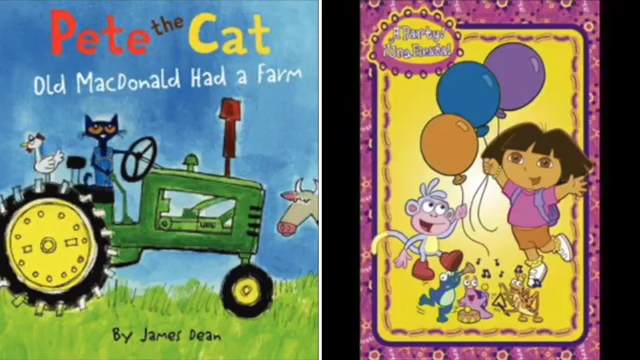 Pete the Cat
Old MacDonald Had a Farm
By James Dean
A Party!
¡Una Fiesta!